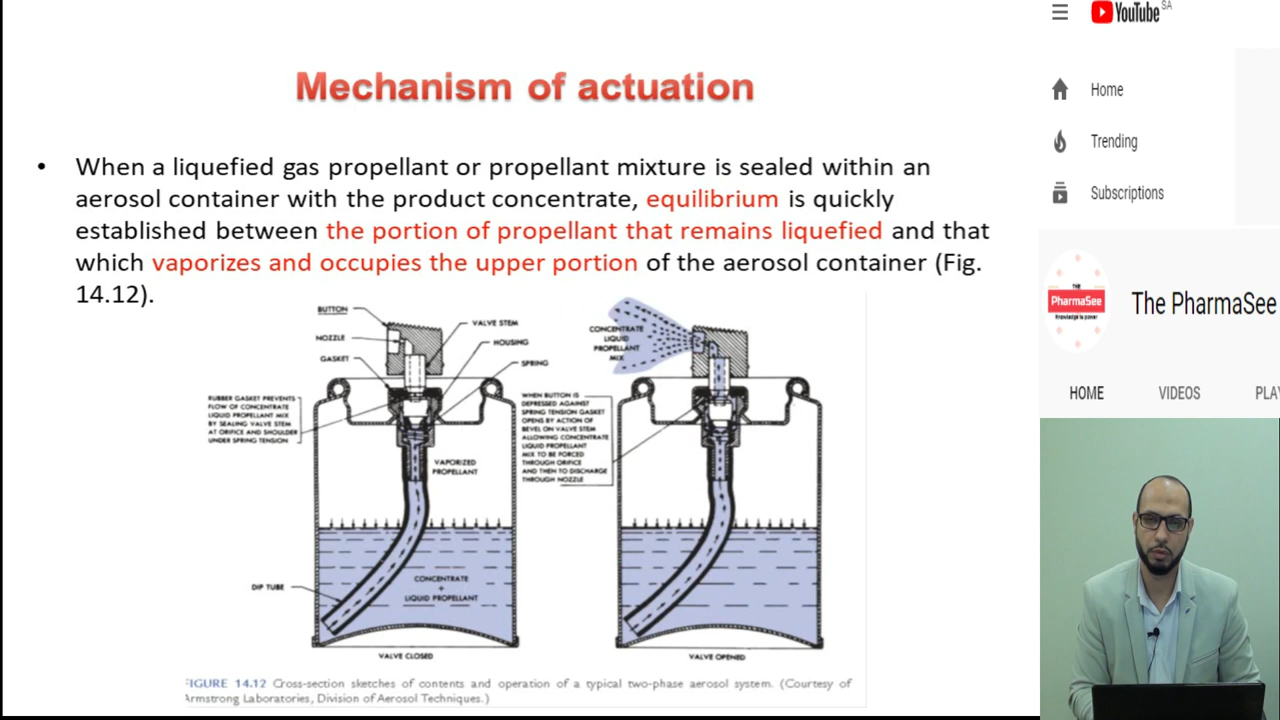 Mechanism of actuation
• When a liquefied gas propellant or propellant mixture is sealed within an
aerosol container with the product concentrate, equilibrium is quickly
established between the portion of propellant that remains liquefied and that
which vaporizes and occupies the upper portion of the aerosol container (Fig.
14.12).
BUTTON
NOZZLE
GASKET
VALVE STEM
HOUSING
SPRING
RUBBER GASKET PREVENTS
FLOW OF CONCENTRATE
LIQUID PROPELLANT MIX
BY SEALING VALVE STEM
AT ORIFICE AND SHOULDER
UNDER SPRING TENSION
VAPORIZED
PROPELLANT
DIP TUBE
CONCENTRATE
+
LIQUID PROPELLANT
VALVE CLOSED
CONCENTRATE
LIQUID
PROPELLANT
MIX
WHEN BUTTON IS
DEPRESSED AGAINST
SPRING TENSION GASKET
OPENS BY ACTION OF
BEVEL ON VALVE STEM
ALLOWING CONCENTRATE
LIQUID PROPELLANT
MIX TO BE FORCED
THROUGH ORIFICE
AND THEN TO DISCHARGE
THROUGH NOZZLE
VALVE OPENED
FIGURE 14.12 Cross-section sketches of contents and operation of a typical two-phase aerosol system. (Courtesy of
Armstrong Laboratories, Division of Aerosol Techniques.)
YouTube SA
Home
Trending
Subscriptions
THE
PharmaSee
Knowledge is power
The PharmaSee
HOME VIDEOS PLAY